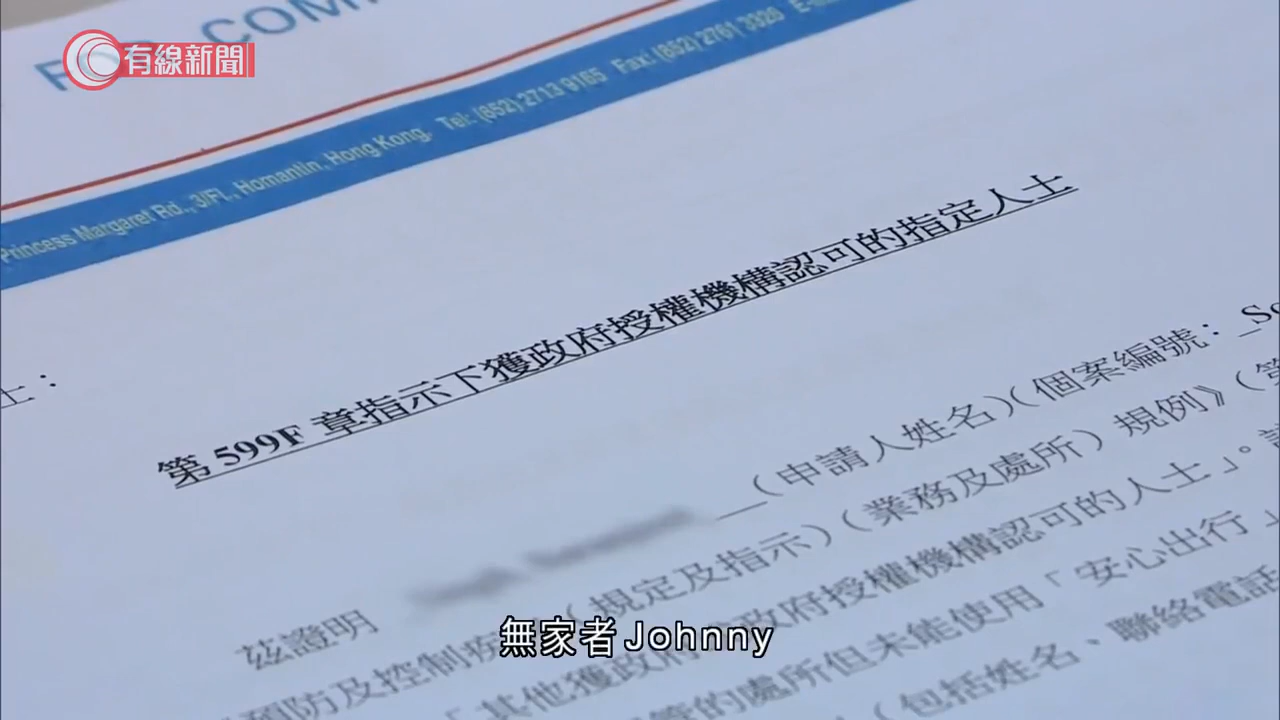 有線新聞
Princess Margaret Rd., 3/Fl., Homantin, Hong Kong. Tel: (852) 2713 9165 Fax: (852) 2761 3320
第 599F 章指示下獲政府授權機構認可的指定人士
士：
茲證明 （申請人姓名）（個案編號：
預防及控制疾 （規定及指示）（業務及處所）規例》（第
「其他獲政府授權機構認可的人士」。
管的處所但未能使用「安心出行」
（包括姓名、聯絡電話
無家者Johnny